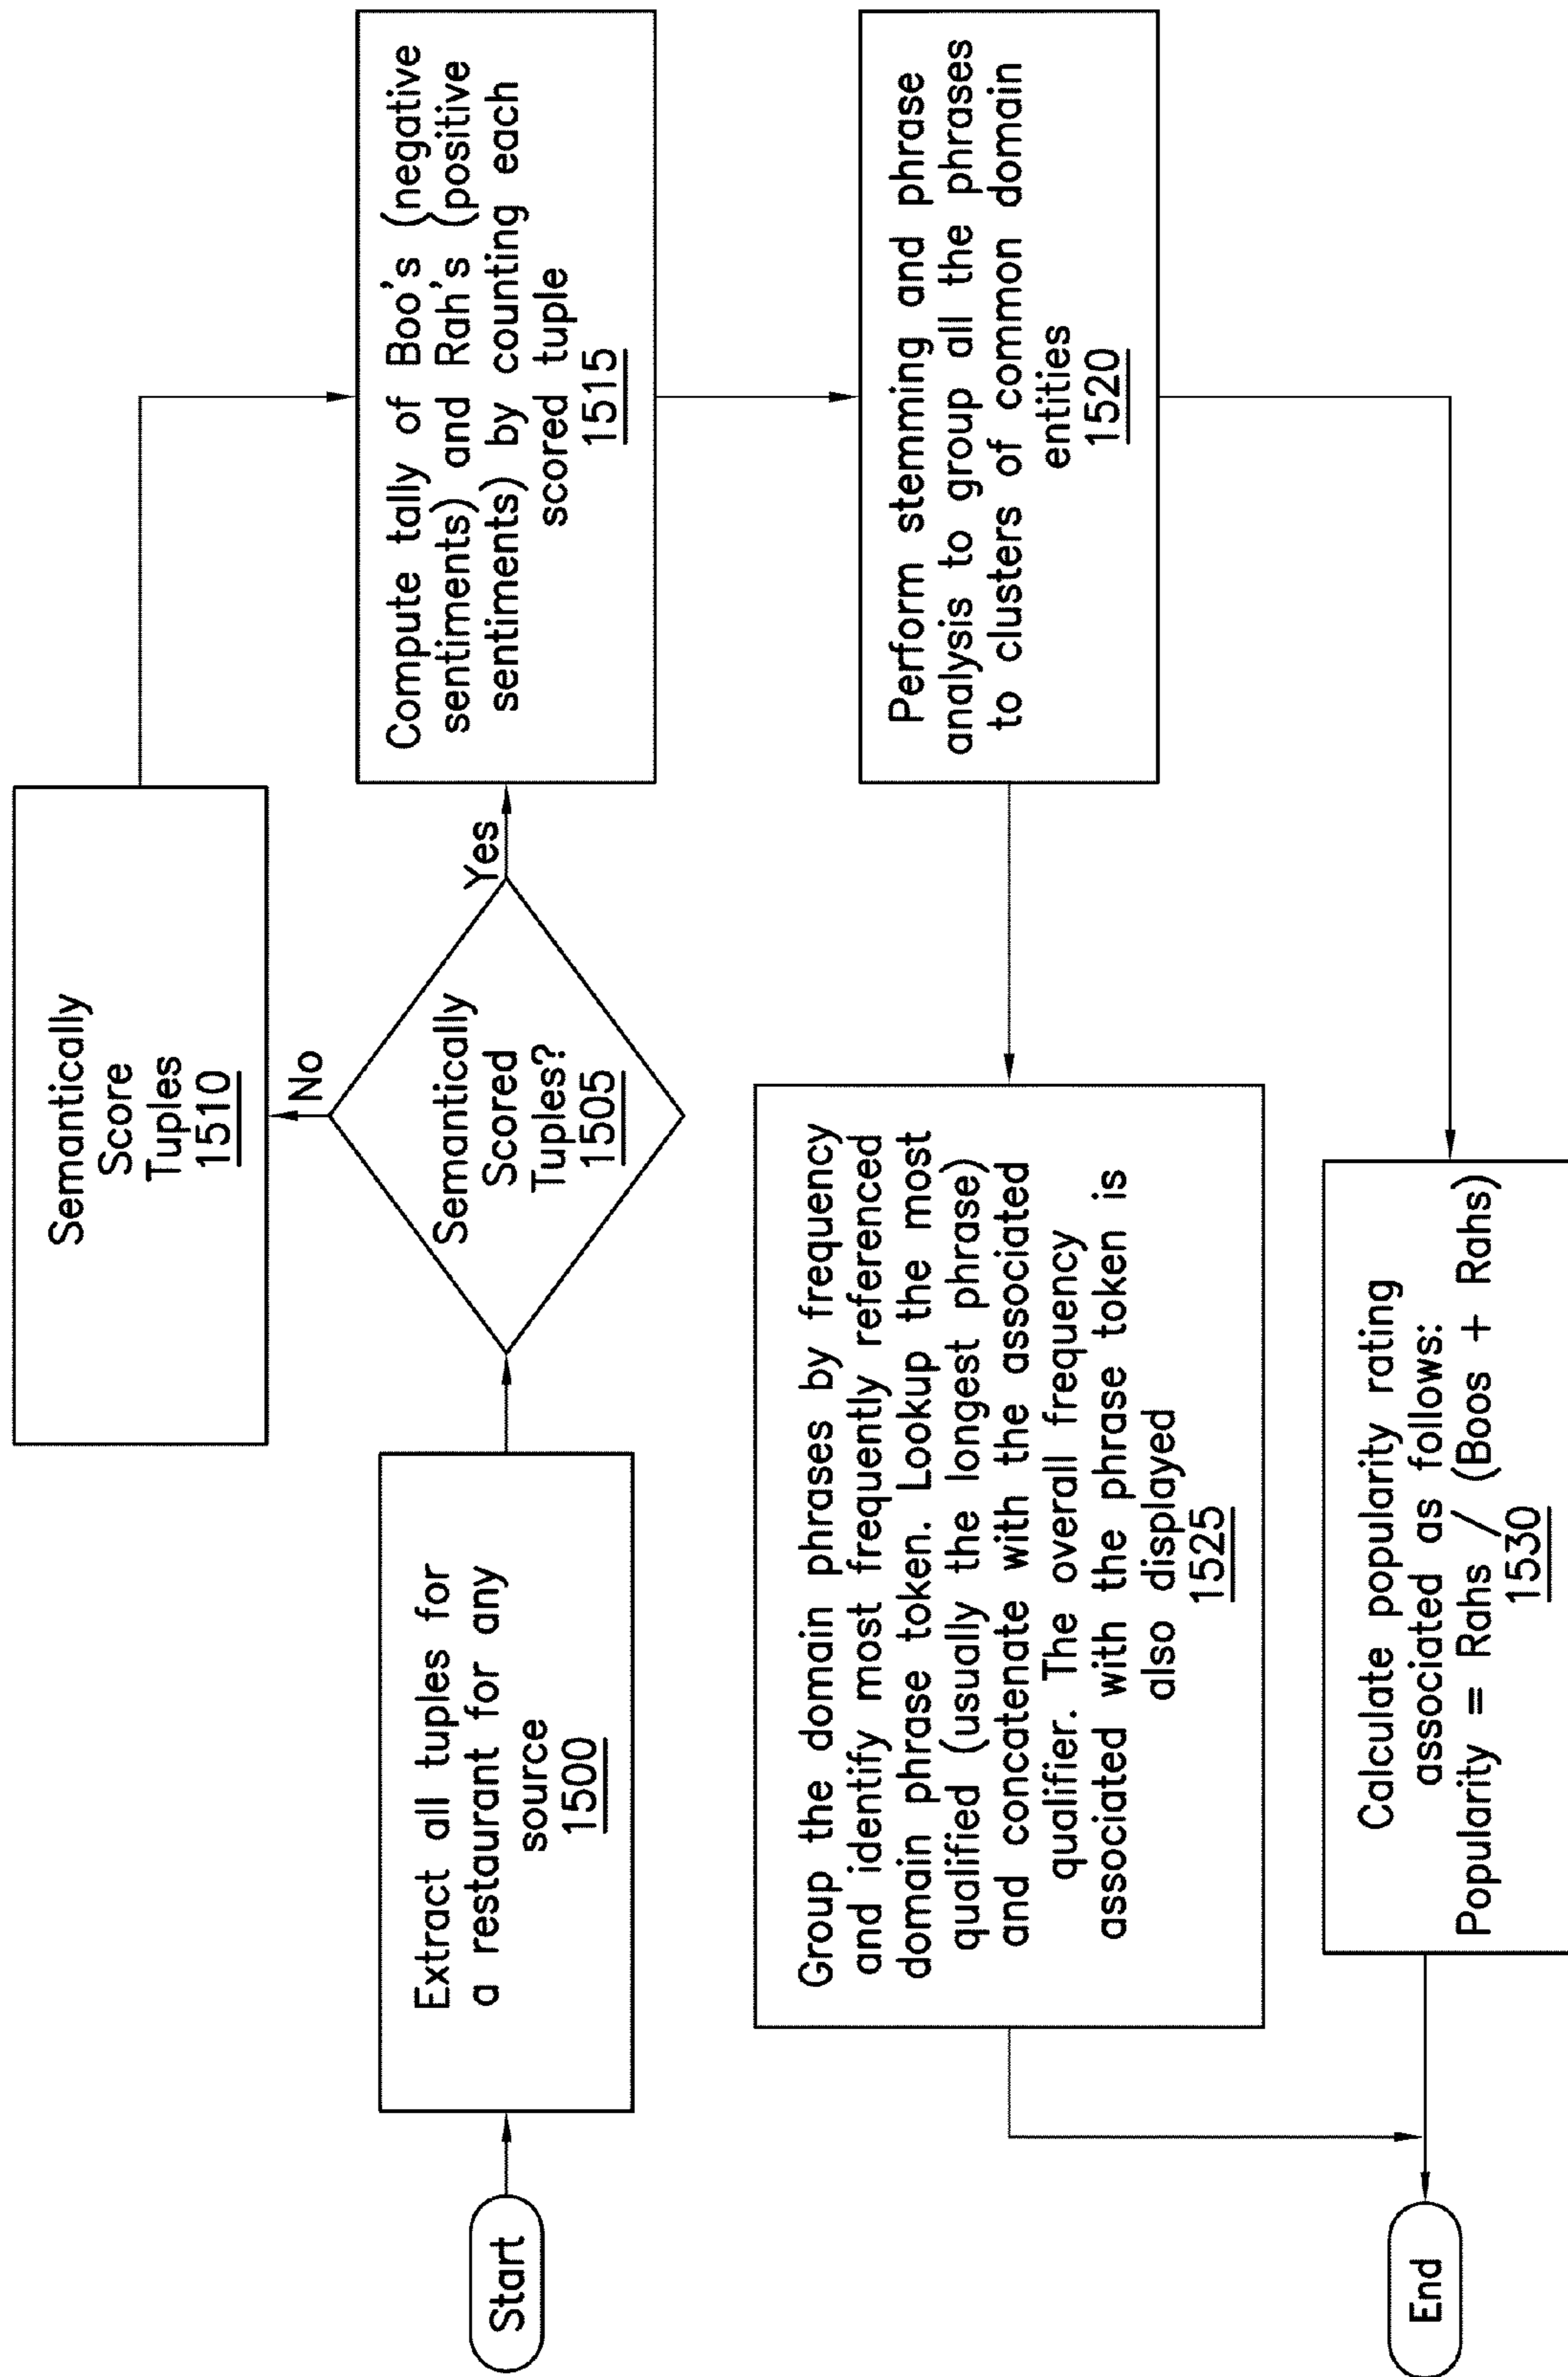 Start
Extract all tuples for
a restaurant for any
source
1500
Semantically
Scored
Tuples?
1505
No
Yes
Semantically
Score
Tuples
1510
Compute tally of Boo's (negative
sentiments) and Rah's (positive
sentiments) by counting each
scored tuple
1515
Perform stemming and phrase
analysis to group all the phrases
to clusters of common domain
entities
1520
Group the domain phrases by frequency
and identify most frequently referenced
domain phrase token. Lookup the most
qualified (usually the longest phrase)
and concatenate with the associated
qualifier. The overall frequency
associated with the phrase token is
also displayed
1525
Calculate popularity rating
associated as follows:
Popularity = Rahs / (Boos + Rahs)
1530
End